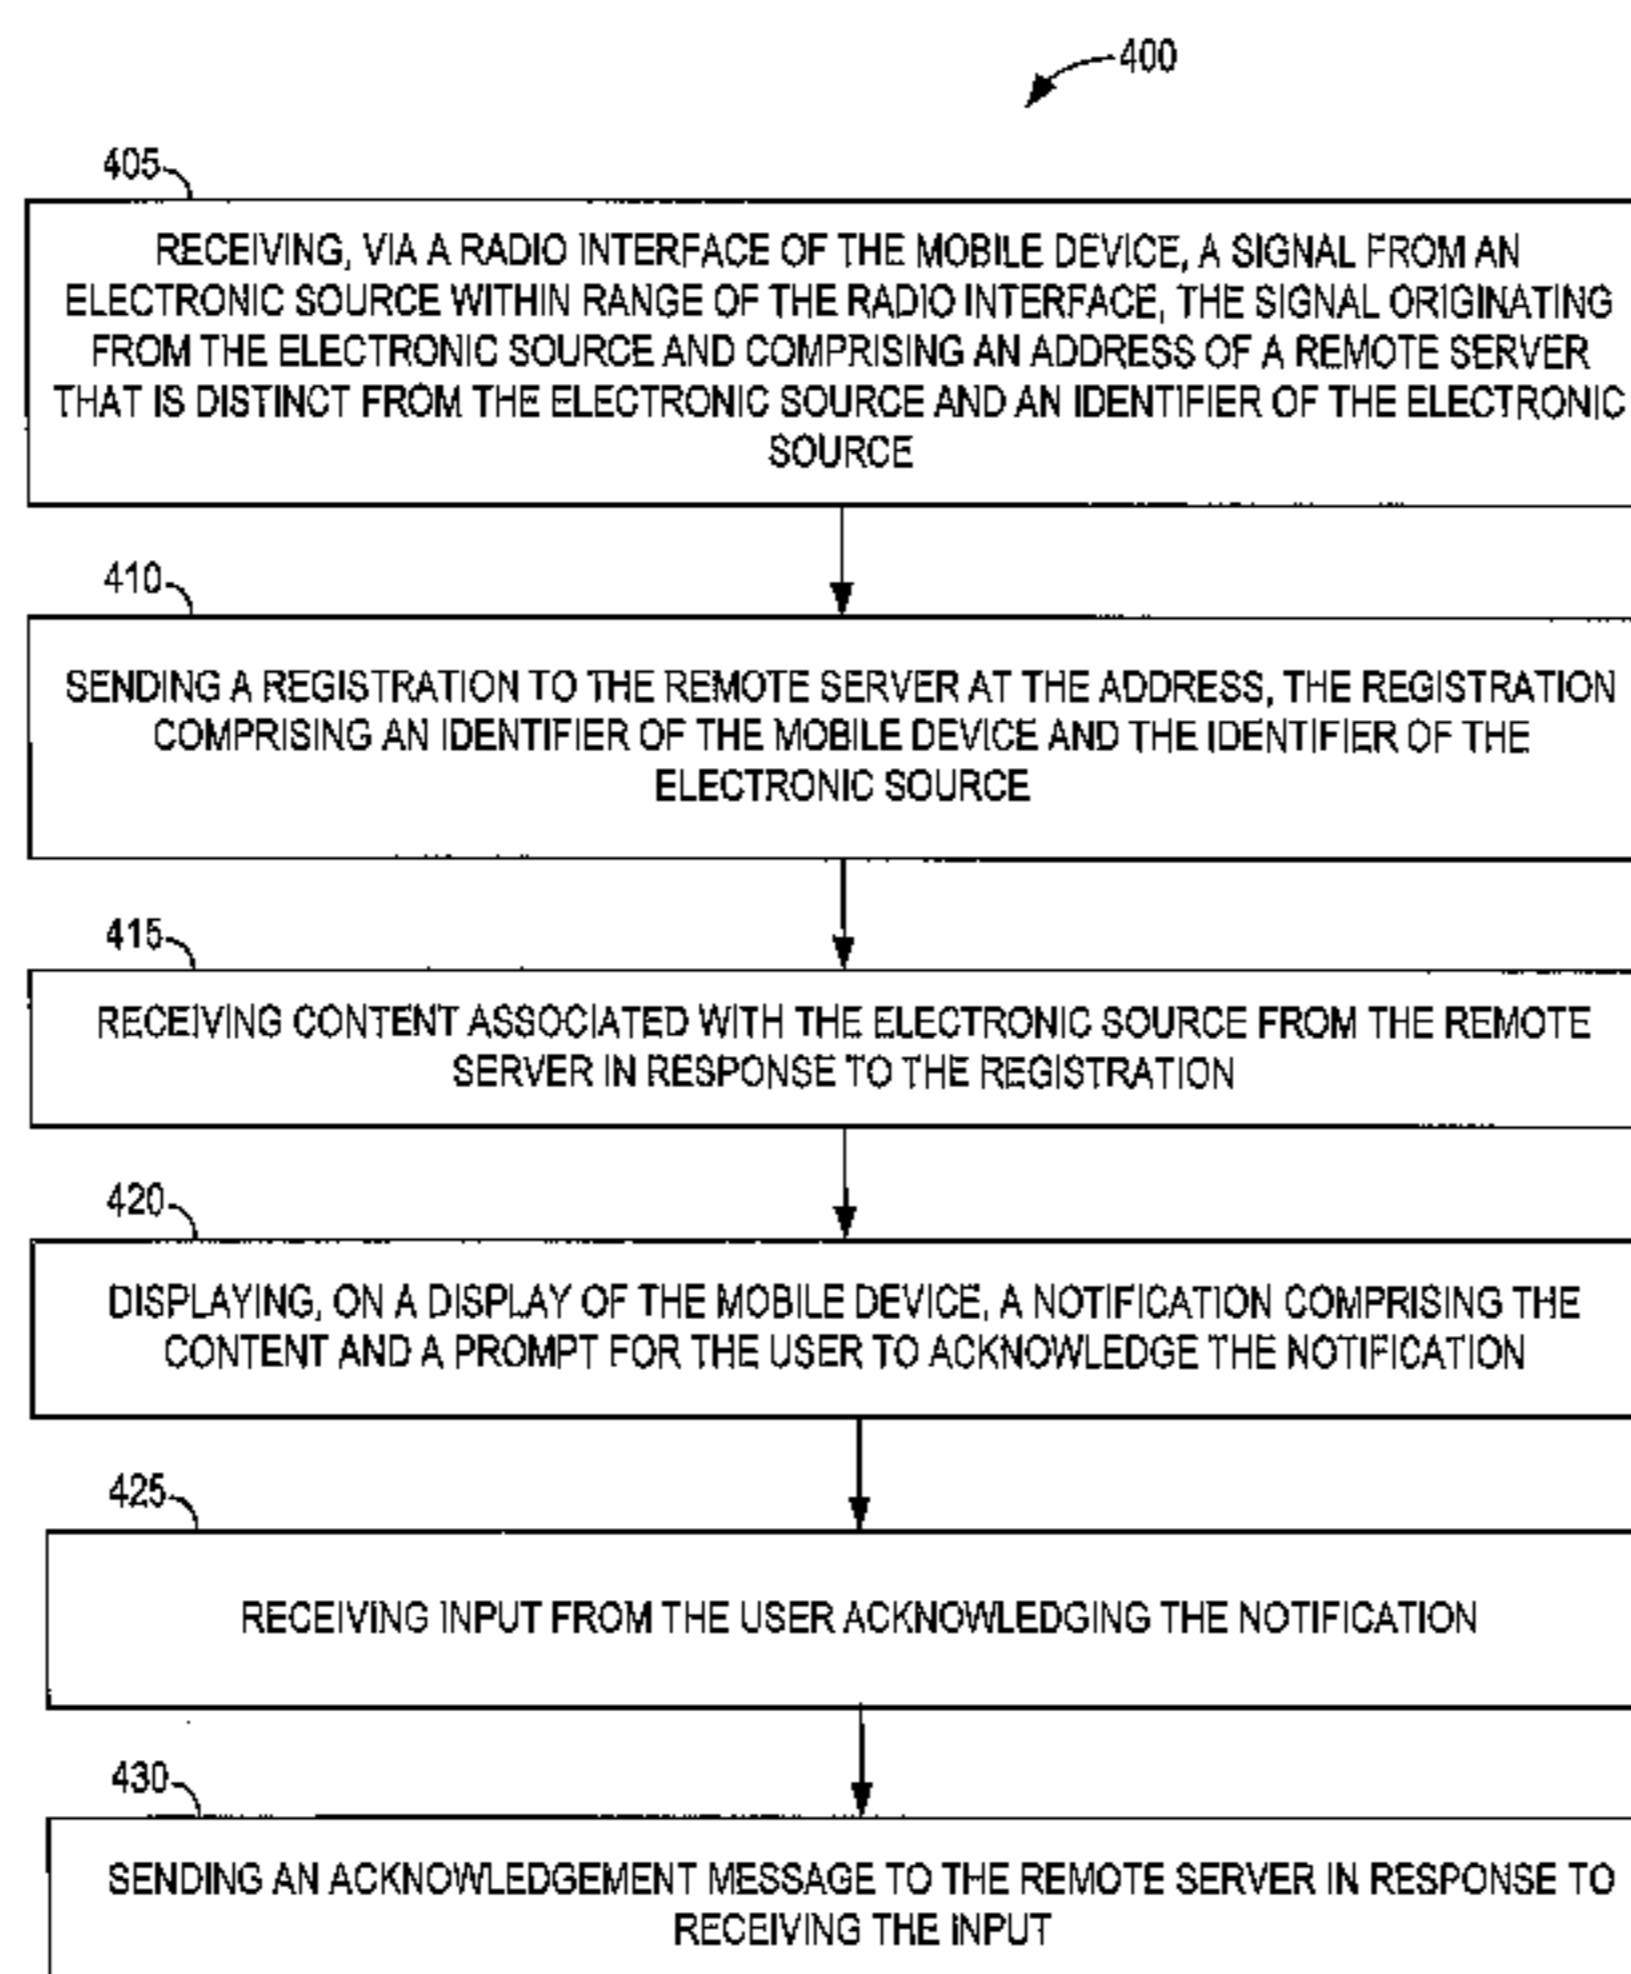 400
405
RECEIVING, VIA A RADIO INTERFACE OF THE MOBILE DEVICE, A SIGNAL FROM AN
ELECTRONIC SOURCE WITHIN RANGE OF THE RADIO INTERFACE, THE SIGNAL ORIGINATING
FROM THE ELECTRONIC SOURCE AND COMPRISING AN ADDRESS OF A REMOTE SERVER
THAT IS DISTINCT FROM THE ELECTRONIC SOURCE AND AN IDENTIFIER OF THE ELECTRONIC
SOURCE
410
SENDING A REGISTRATION TO THE REMOTE SERVER AT THE ADDRESS, THE REGISTRATION
COMPRISING AN IDENTIFIER OF THE MOBILE DEVICE AND THE IDENTIFIER OF THE
ELECTRONIC SOURCE
415
RECEIVING CONTENT ASSOCIATED WITH THE ELECTRONIC SOURCE FROM THE REMOTE
SERVER IN RESPONSE TO THE REGISTRATION
420
DISPLAYING, ON A DISPLAY OF THE MOBILE DEVICE, A NOTIFICATION COMPRISING THE
CONTENT AND A PROMPT FOR THE USER TO ACKNOWLEDGE THE NOTIFICATION
425
RECEIVING INPUT FROM THE USER ACKNOWLEDGING THE NOTIFICATION
430
SENDING AN ACKNOWLEDGEMENT MESSAGE TO THE REMOTE SERVER IN RESPONSE TO
RECEIVING THE INPUT